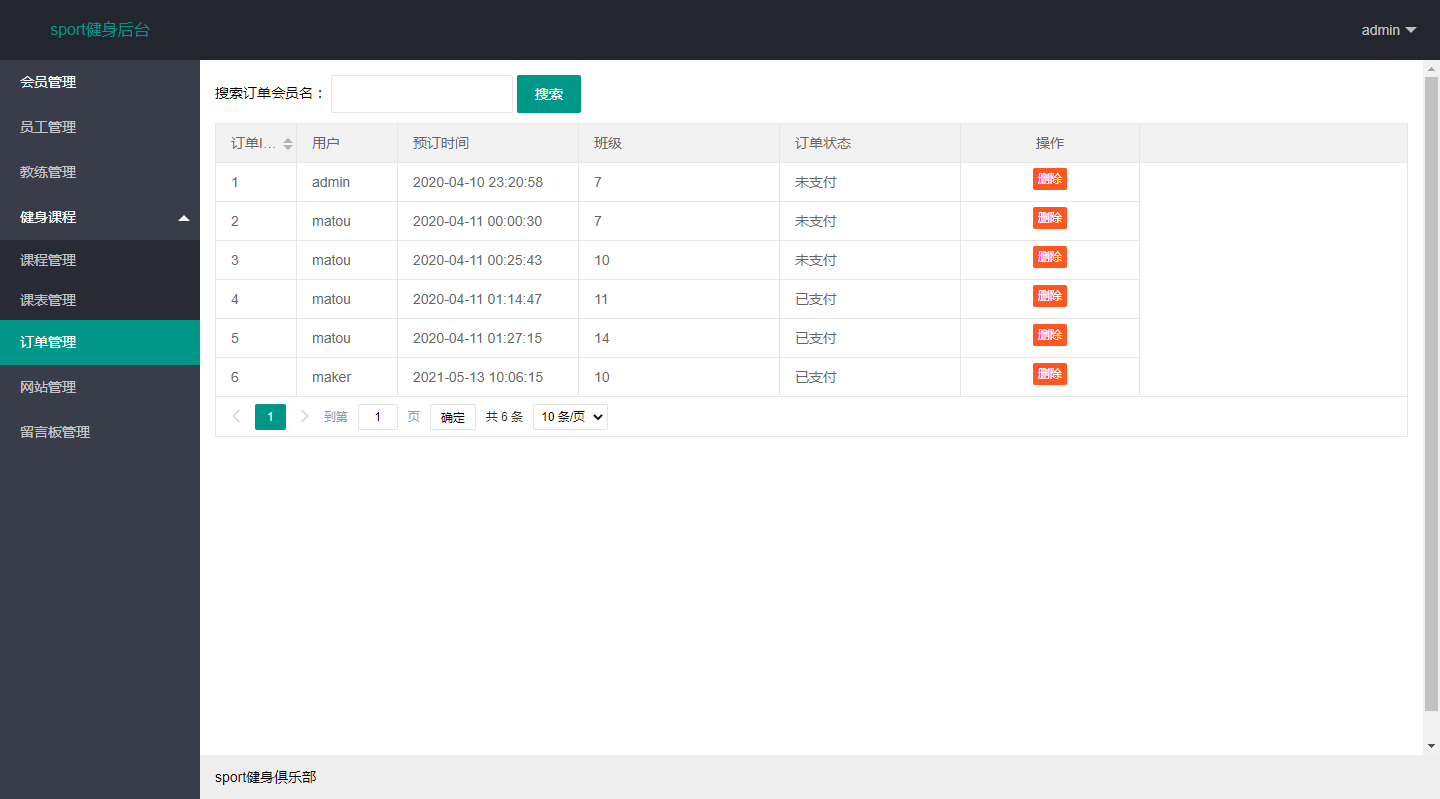 sport健身后台
admin
会员管理
员工管理
教练管理
健身课程
课程管理
课表管理
订单管理
网站管理
留言板管理
搜索订单会员名： 搜索
订单I... 用户 预订时间 班级 订单状态 操作
1 admin 2020-04-10 23:20:58 7 未支付 删除
2 matou 2020-04-11 00:00:30 7 未支付 删除
3 matou 2020-04-11 00:25:43 10 未支付 删除
4 matou 2020-04-11 01:14:47 11 已支付 删除
5 matou 2020-04-11 01:27:15 14 已支付 删除
6 maker 2021-05-13 10:06:15 10 已支付 删除
1 到第 1 页 确定 共 6 条 10 条/页
sport健身俱乐部